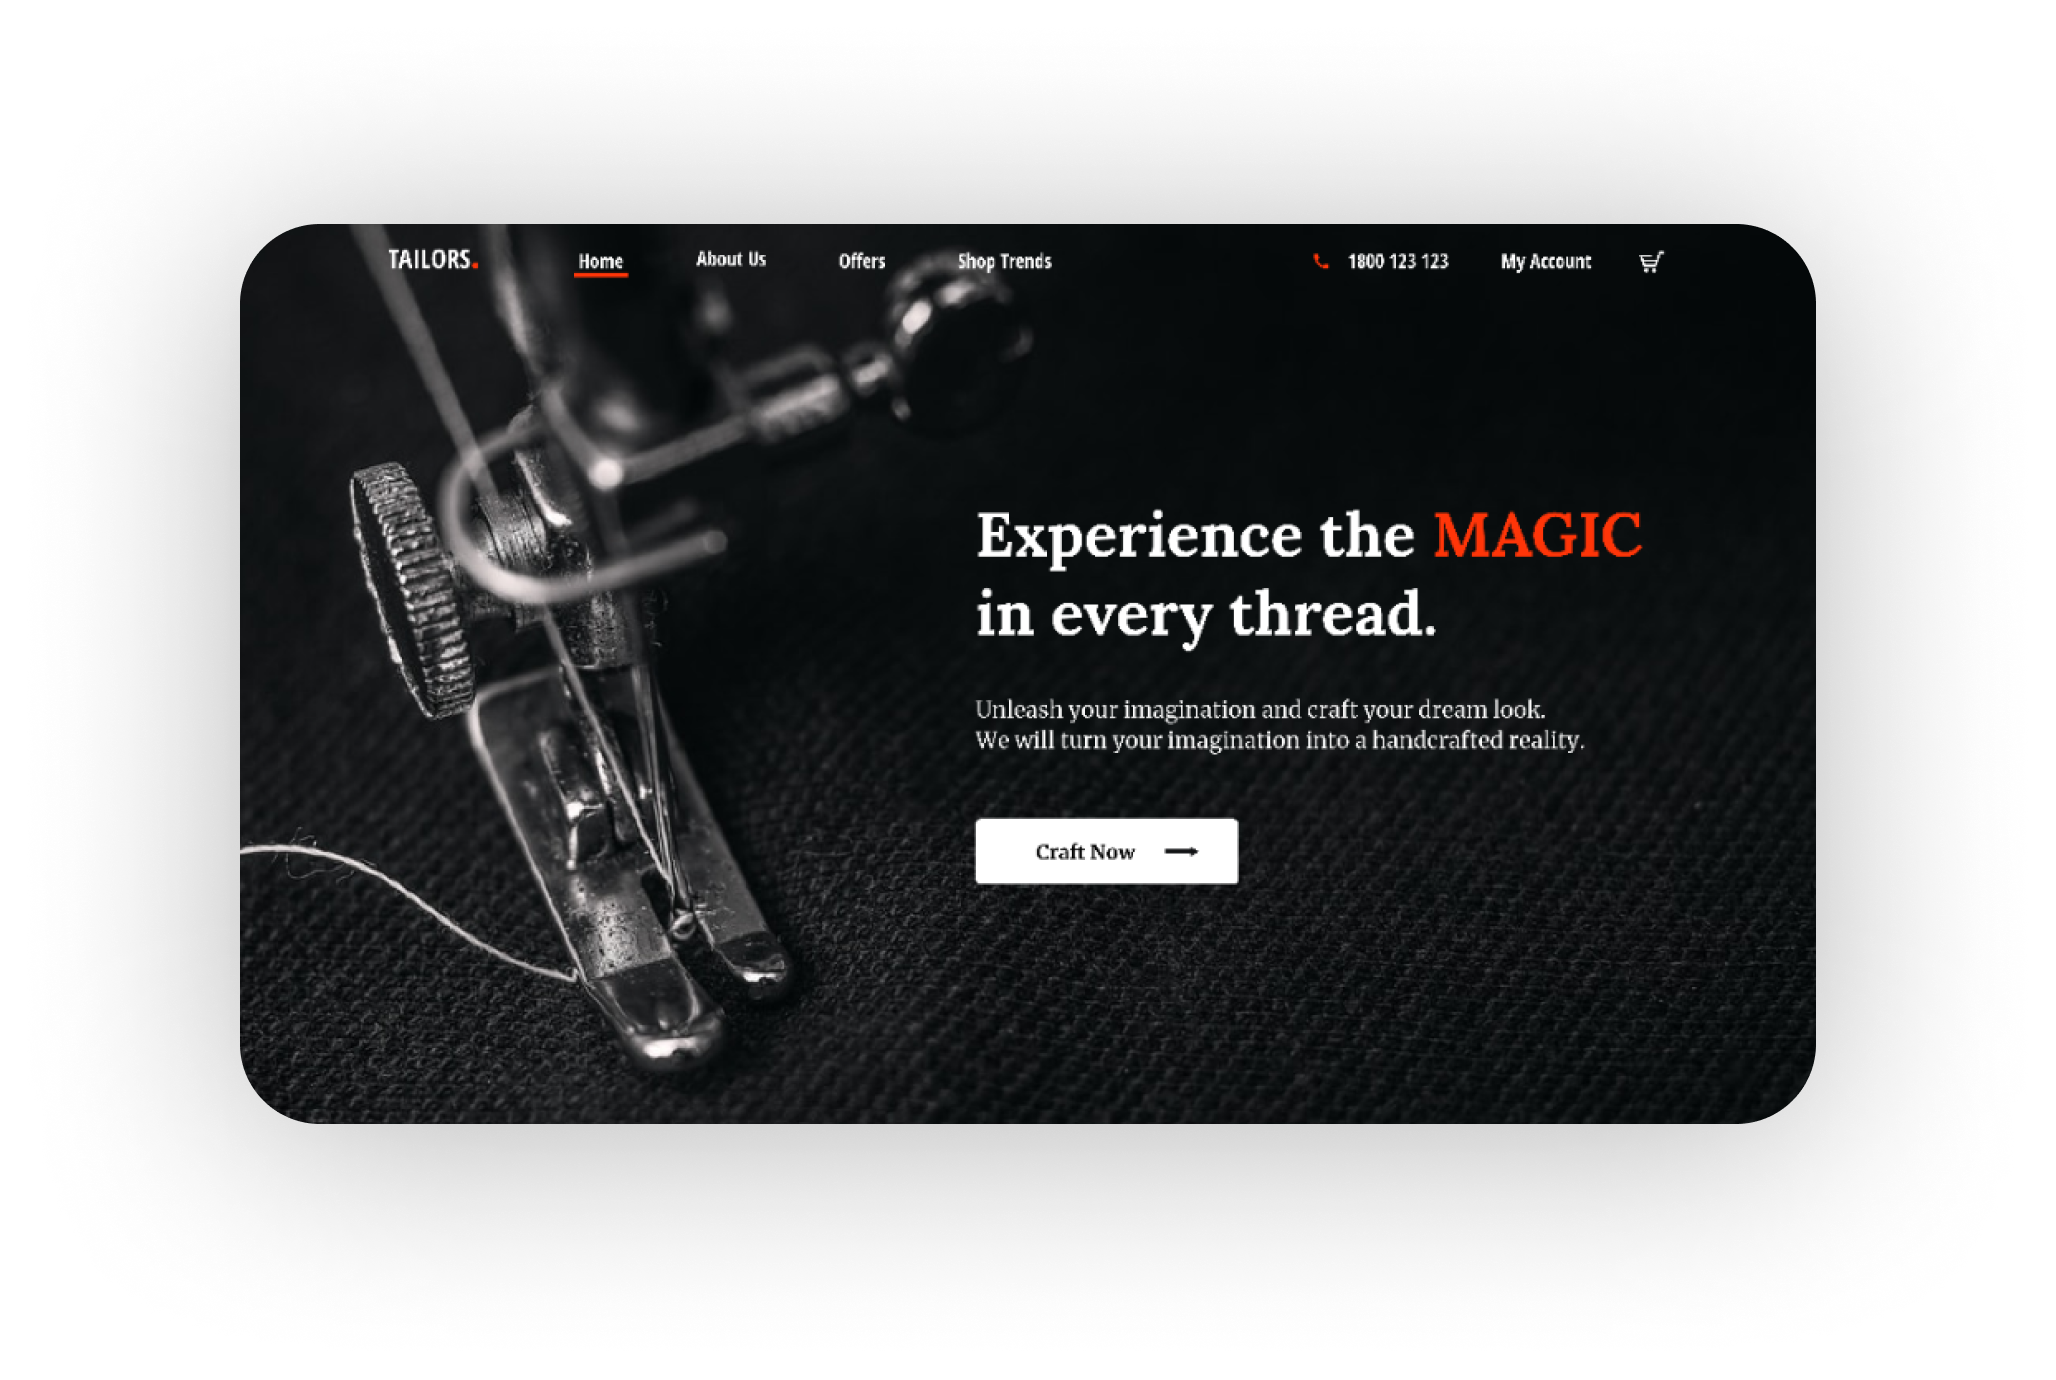 TAILORS.
Home
About Us
Offers
Shop Trends
1800 123 123
My Account
Experience the MAGIC
in every thread.
Unleash your imagination and craft your dream look.
We will turn your imagination into a handcrafted reality.
Craft Now